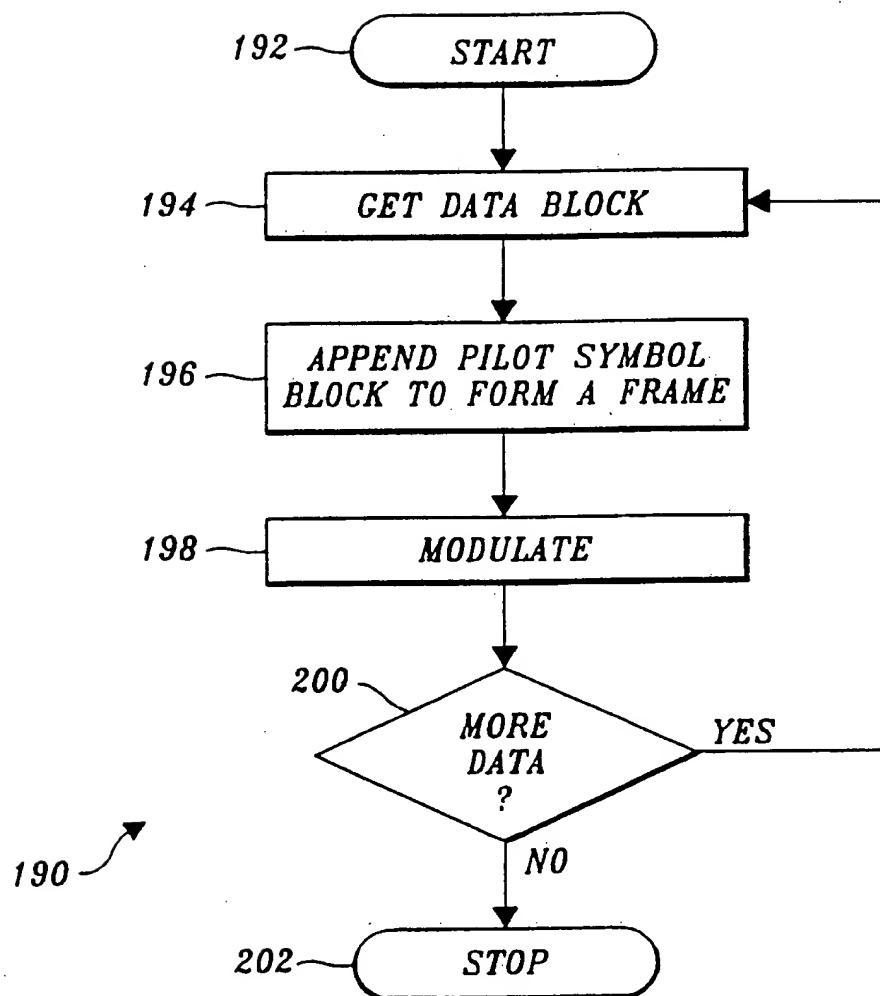 192 START
194 GET DATA BLOCK
196 APPEND PILOT SYMBOL
BLOCK TO FORM A FRAME
198 MODULATE
200
MORE
DATA
?
YES
190
NO
202 STOP